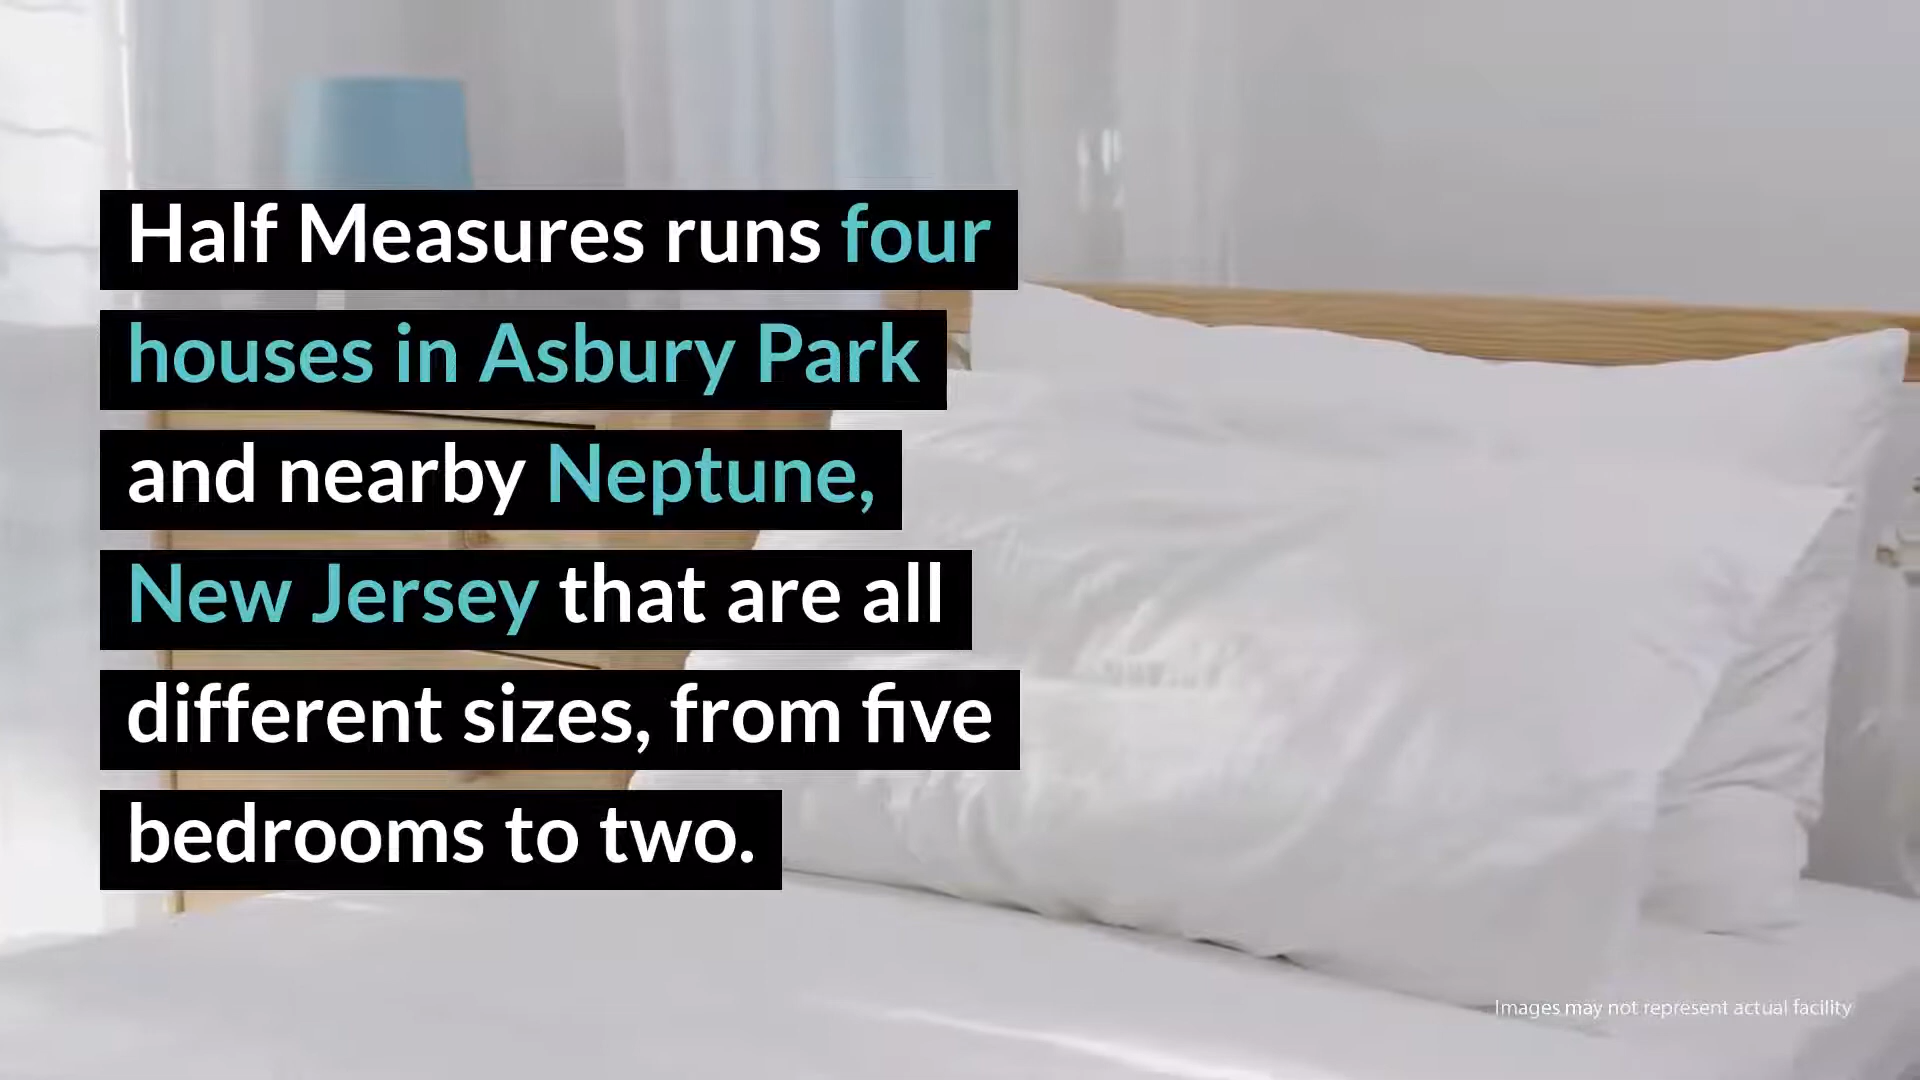 Half Measures runs four
houses in Asbury Park
and nearby Neptune,
New Jersey that are all
different sizes, from five
bedrooms to two.
Images may not represent actual facility